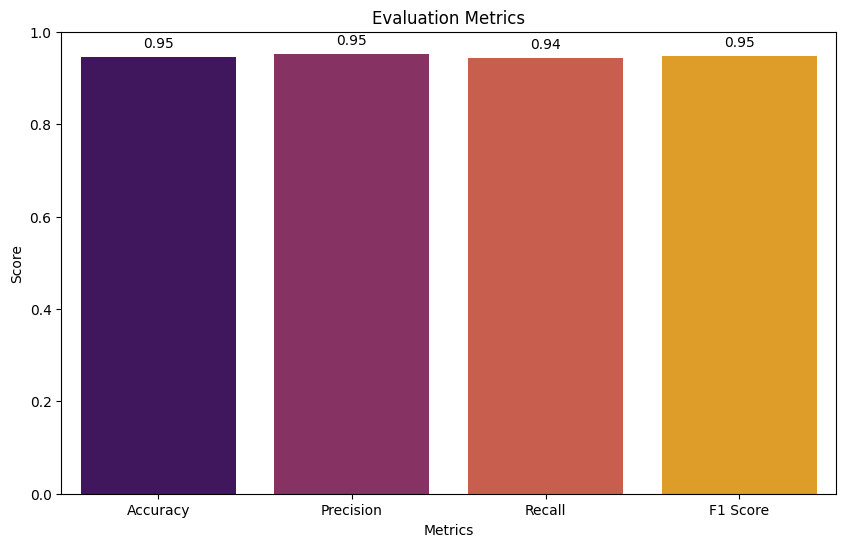 Evaluation Metrics
1.0
0.95
0.95
0.94
0.95
0.8
0.6
0.4
0.2
0.0
Score
Accuracy
Precision
Recall
F1 Score
Metrics